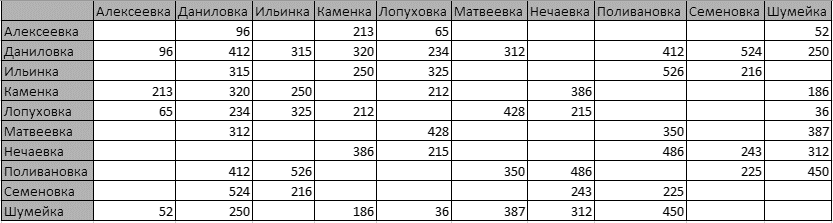 Алексеевка Даниловка Ильинка Каменка Лопуховка Матвеевка Нечаевка Поливановка Семеновка Шумейка
Алексеевка 96 213 65 52
Даниловка 96 412 315 320 234 312 412 524 250
Ильинка 315 250 325 526 216
Каменка 213 320 250 212 386 186
Лопуховка 65 234 325 212 428 215 36
Матвеевка 312 428 350 387
Нечаевка 386 215 486 243 312
Поливановка 412 526 350 486 225 450
Семеновка 524 216 243 225
Шумейка 52 250 186 36 387 312 450